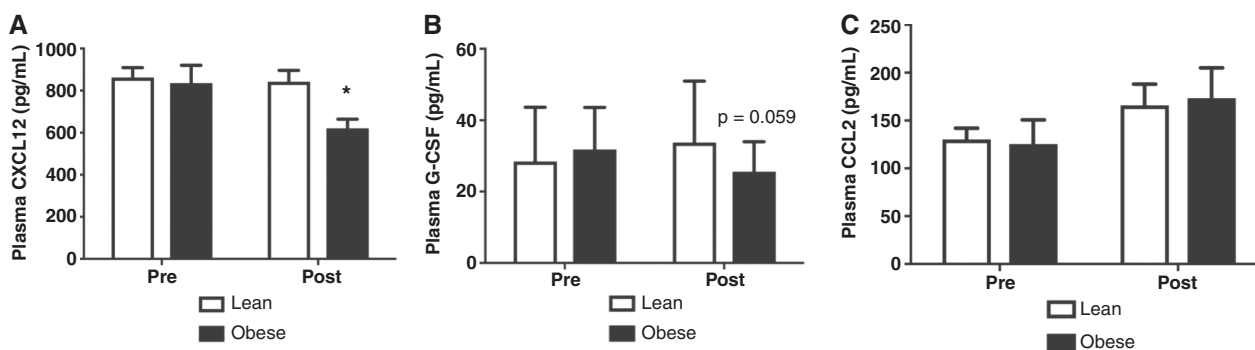 A
Plasma CXCL12 (pg/mL)
1000
800
600
400
200
0
*
Pre
Post
Lean
Obese
B
Plasma G-CSF (pg/mL)
60
40
20
0
p = 0.059
Pre
Post
Lean
Obese
C
Plasma CCL2 (pg/mL)
250
200
150
100
50
0
Pre
Post
Lean
Obese